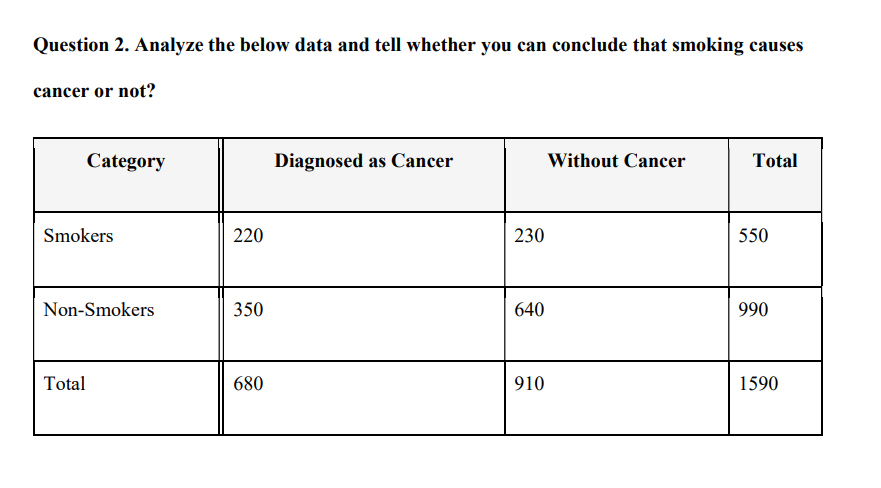 Question 2. Analyze the below data and tell whether you can conclude that smoking causes
cancer or not?
Category Diagnosed as Cancer Without Cancer Total
Smokers 220 230 550
Non-Smokers 350 640 990
Total 680 910 1590